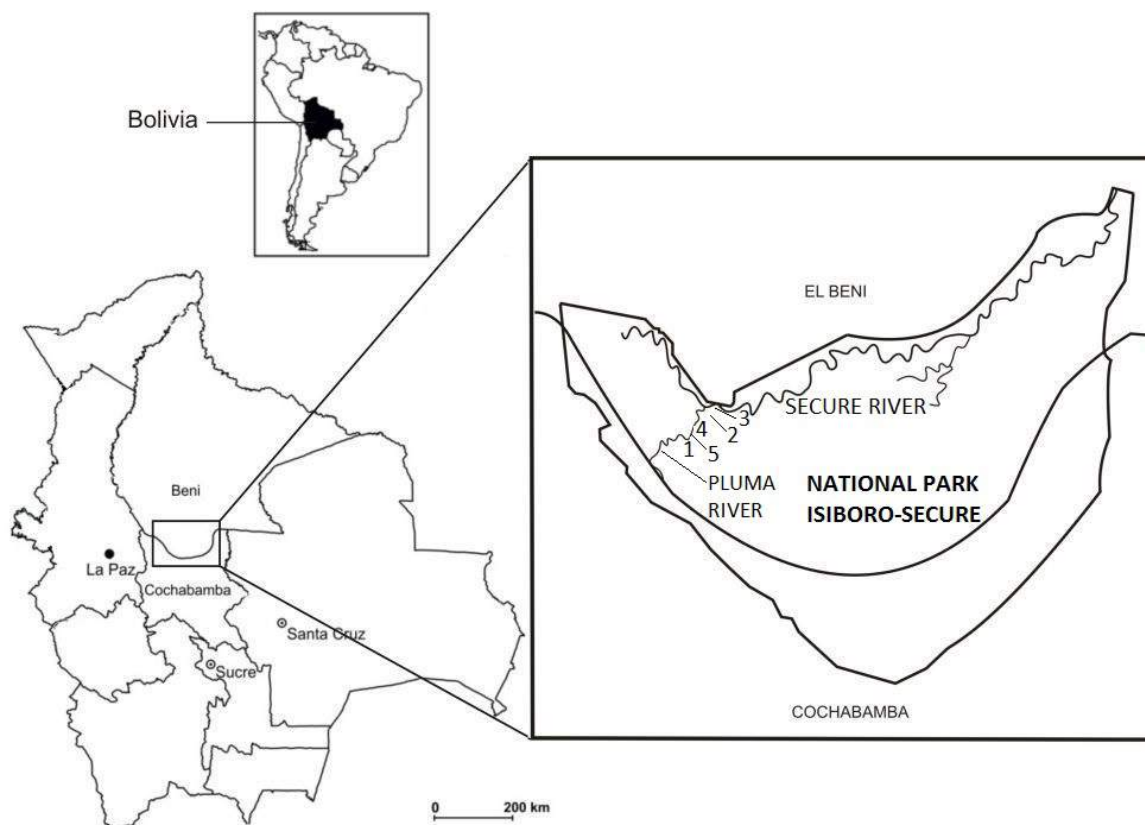 Bolivia
EL BENI
SECURE RIVER
3
4
2
1
5
PLUMA
RIVER
NATIONAL PARK
ISIBORO-SECURE
COCHABAMBA
Beni
La Paz
Cochabamba
Santa Cruz
Sucre
0
200 km